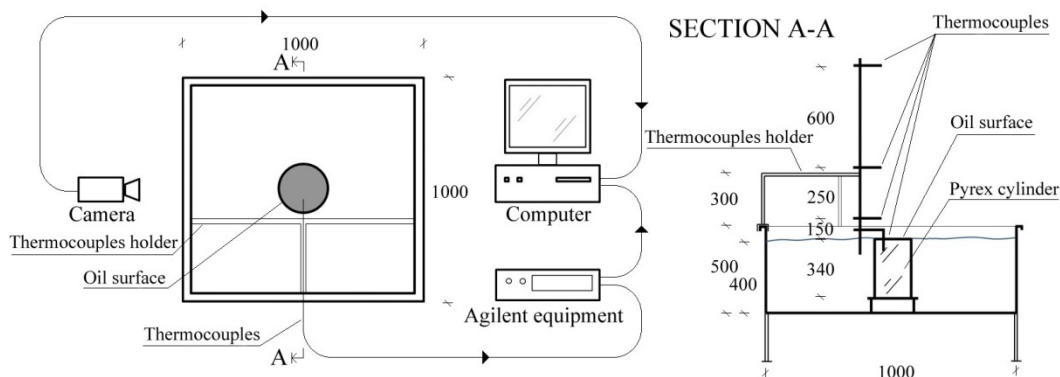 1000
A
Camera
Thermocouples holder
Oil surface
Thermocouples
A
1000
Computer
Agilent equipment
SECTION A-A
Thermocouples
600
Oil surface
Thermocouples holder
300
250
Pyrex cylinder
150
500
340
400
1000